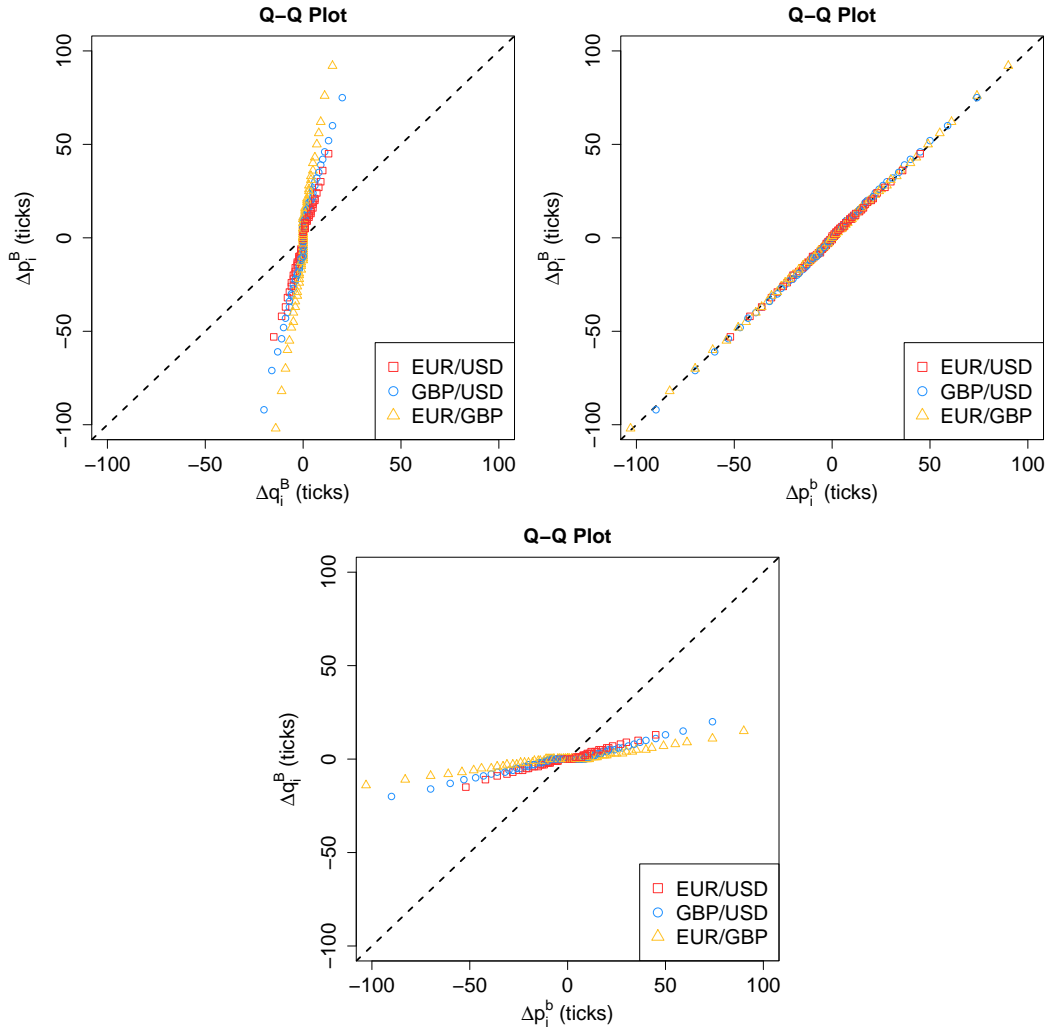 Q−Q Plot
100
50
0
−50
−100
Δp_i^B (ticks)
−100 −50 0 50 100
Δq_i^B (ticks)
EUR/USD
GBP/USD
EUR/GBP
Q−Q Plot
100
50
0
−50
−100
Δp_i^B (ticks)
−100 −50 0 50 100
Δp_i^b (ticks)
EUR/USD
GBP/USD
EUR/GBP
Q−Q Plot
100
50
0
−50
−100
Δq_i^B (ticks)
−100 −50 0 50 100
Δp_i^b (ticks)
EUR/USD
GBP/USD
EUR/GBP